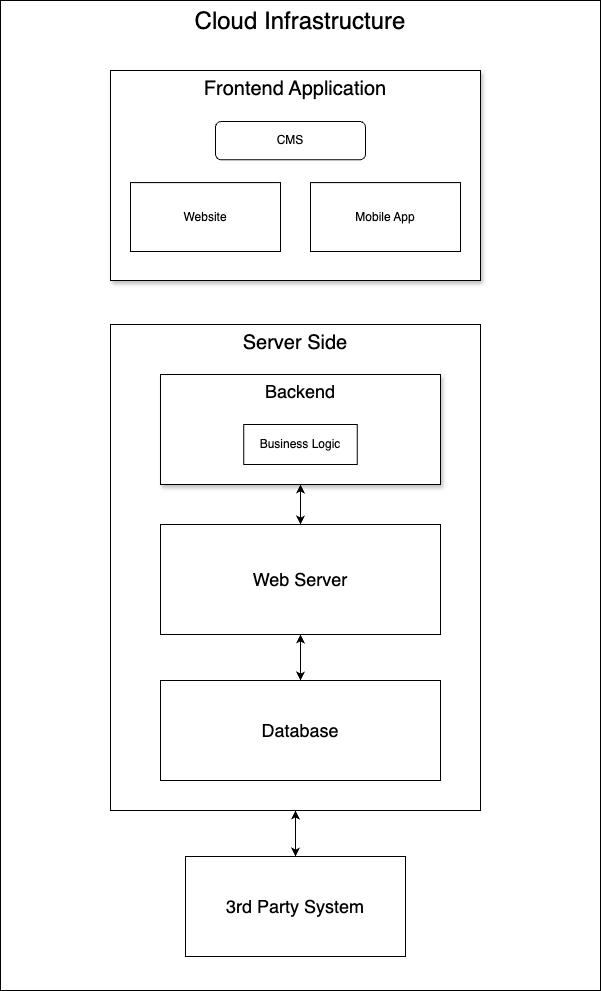 Cloud Infrastructure
Frontend Application
CMS
Website
Mobile App
Server Side
Backend
Business Logic
Web Server
Database
3rd Party System